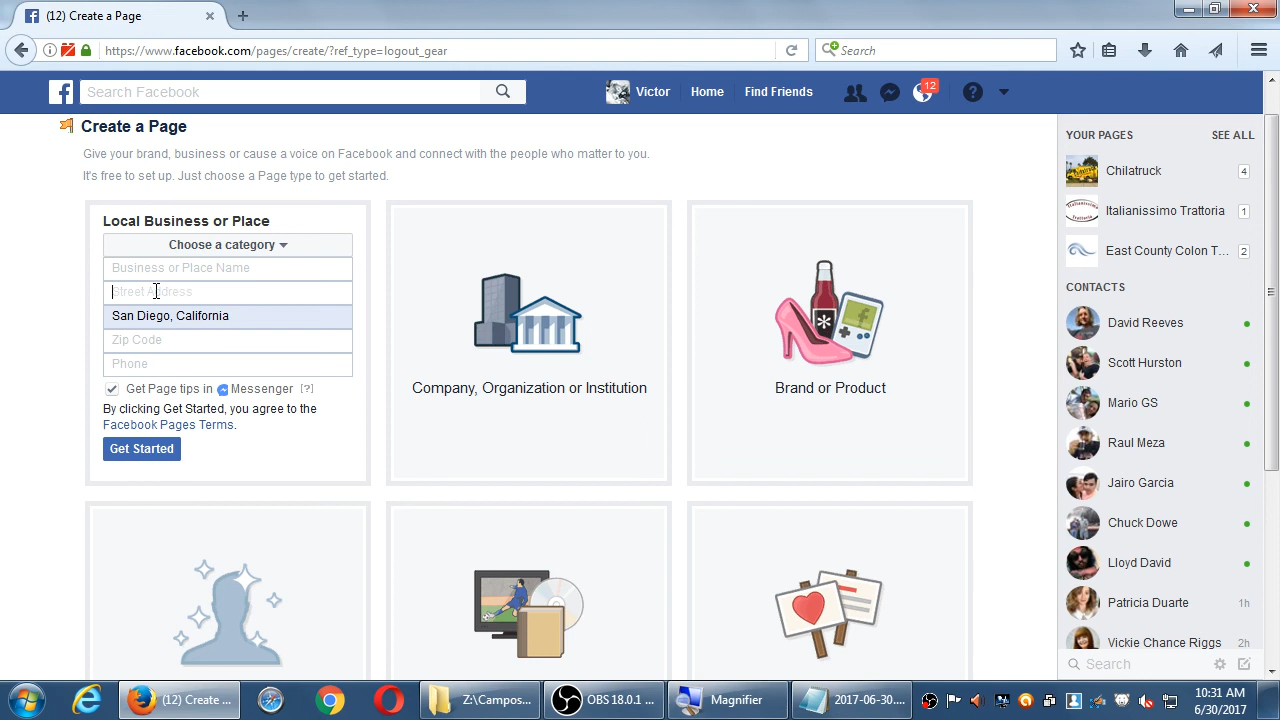 (12) Create a Page
https://www.facebook.com/pages/create/?ref_type=logout_gear
Search
Search Facebook
Victor
Home
Find Friends
12
Create a Page
Give your brand, business or cause a voice on Facebook and connect with the people who matter to you.
It's free to set up. Just choose a Page type to get started.
Local Business or Place
Choose a category
Business or Place Name
Street Address
San Diego, California
Zip Code
Phone
Get Page tips in Messenger [?]
By clicking Get Started, you agree to the
Facebook Pages Terms.
Get Started
Company, Organization or Institution
Brand or Product
YOUR PAGES
SEE ALL
Chilatruck
4
Italianissimo Trattoria
1
East County Colon T...
2
CONTACTS
David Reeves
Scott Hurston
Mario GS
Raul Meza
Jairo Garcia
Chuck Dowe
Lloyd David
Patricia Duarte
1h
Vickie Chance Riggs
2h
Search
(12) Create ...
Z:\Campos...
OBS 18.0.1 ...
Magnifier
2017-06-30....
10:31 AM
6/30/2017